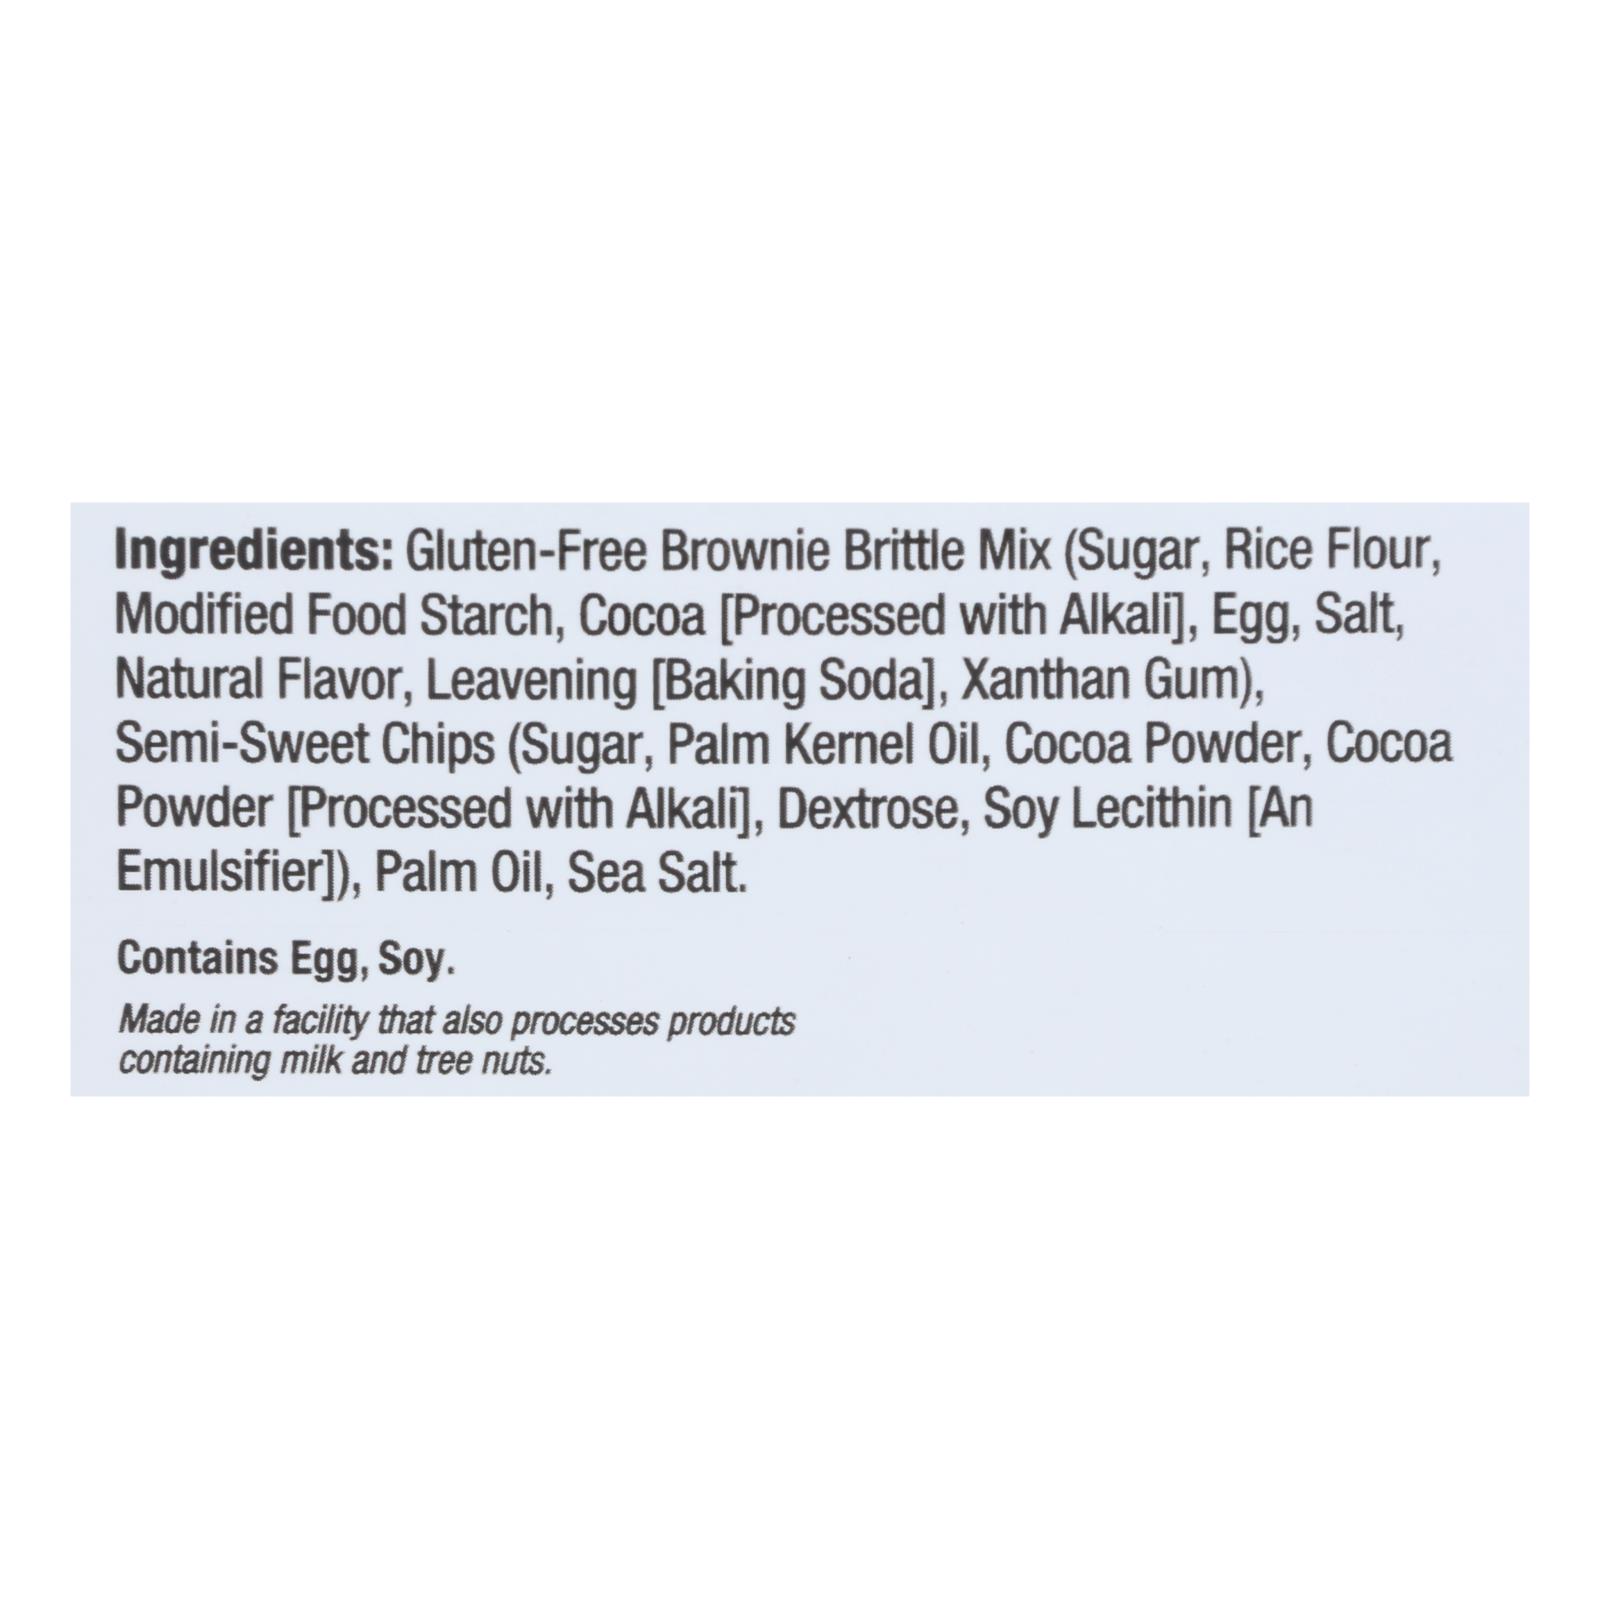 Ingredients: Gluten-Free Brownie Brittle Mix (Sugar, Rice Flour,
Modified Food Starch, Cocoa [Processed with Alkali], Egg, Salt,
Natural Flavor, Leavening [Baking Soda], Xanthan Gum),
Semi-Sweet Chips (Sugar, Palm Kernel Oil, Cocoa Powder, Cocoa
Powder [Processed with Alkali], Dextrose, Soy Lecithin [An
Emulsifier]), Palm Oil, Sea Salt.
Contains Egg, Soy.
Made in a facility that also processes products
containing milk and tree nuts.